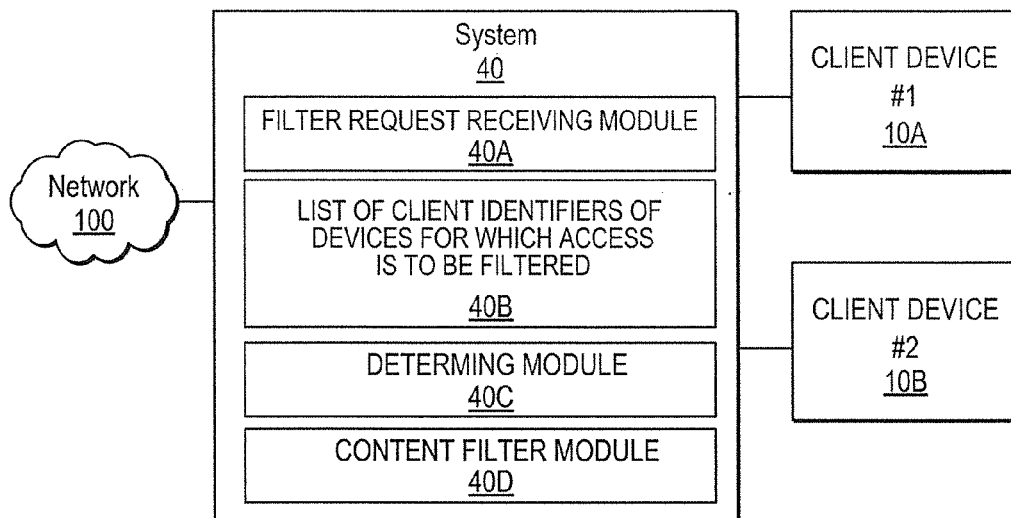 Network
100
System
40
FILTER REQUEST RECEIVING MODULE
40A
LIST OF CLIENT IDENTIFIERS OF
DEVICES FOR WHICH ACCESS
IS TO BE FILTERED
40B
DETERMING MODULE
40C
CONTENT FILTER MODULE
40D
CLIENT DEVICE
#1
10A
CLIENT DEVICE
#2
10B